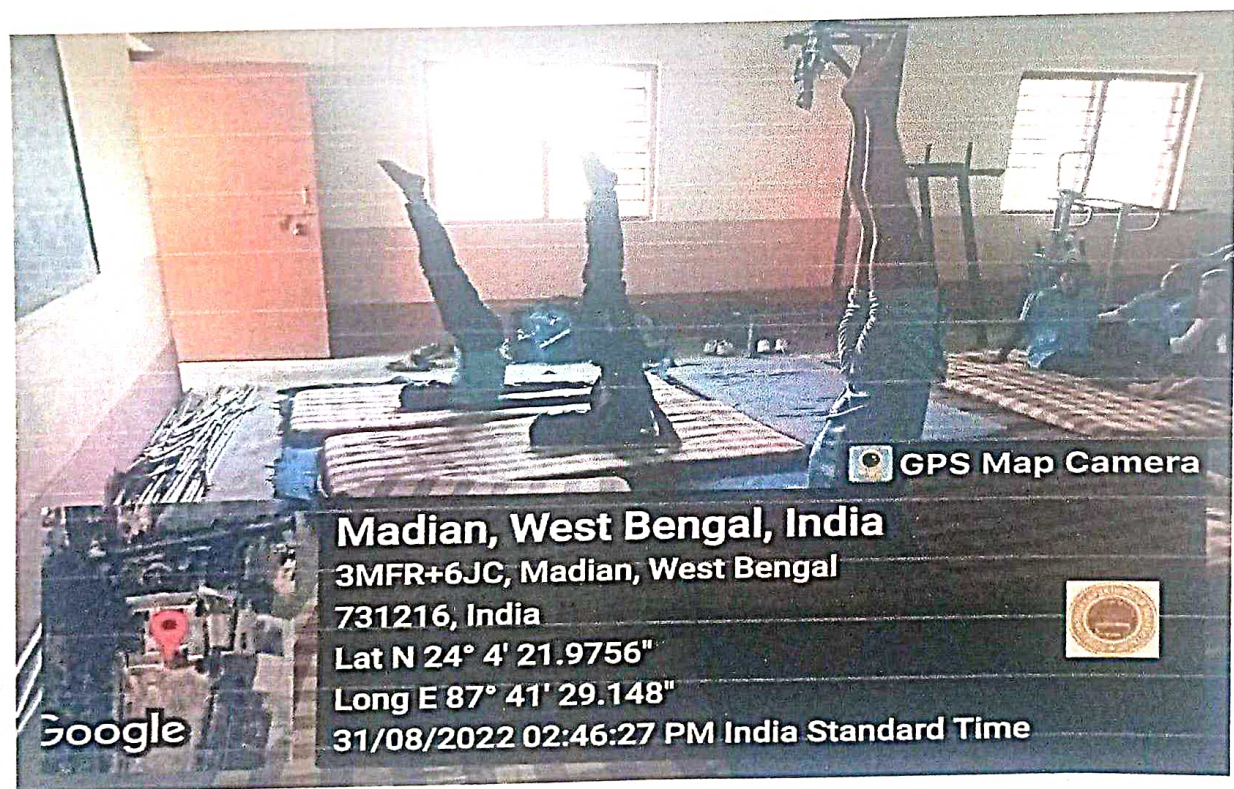 GPS Map Camera
Madian, West Bengal, India
3MFR+6JC, Madian, West Bengal
731216, India
Lat N 24° 4' 21.9756"
Long E 87° 41' 29.148"
31/08/2022 02:46:27 PM India Standard Time
Google